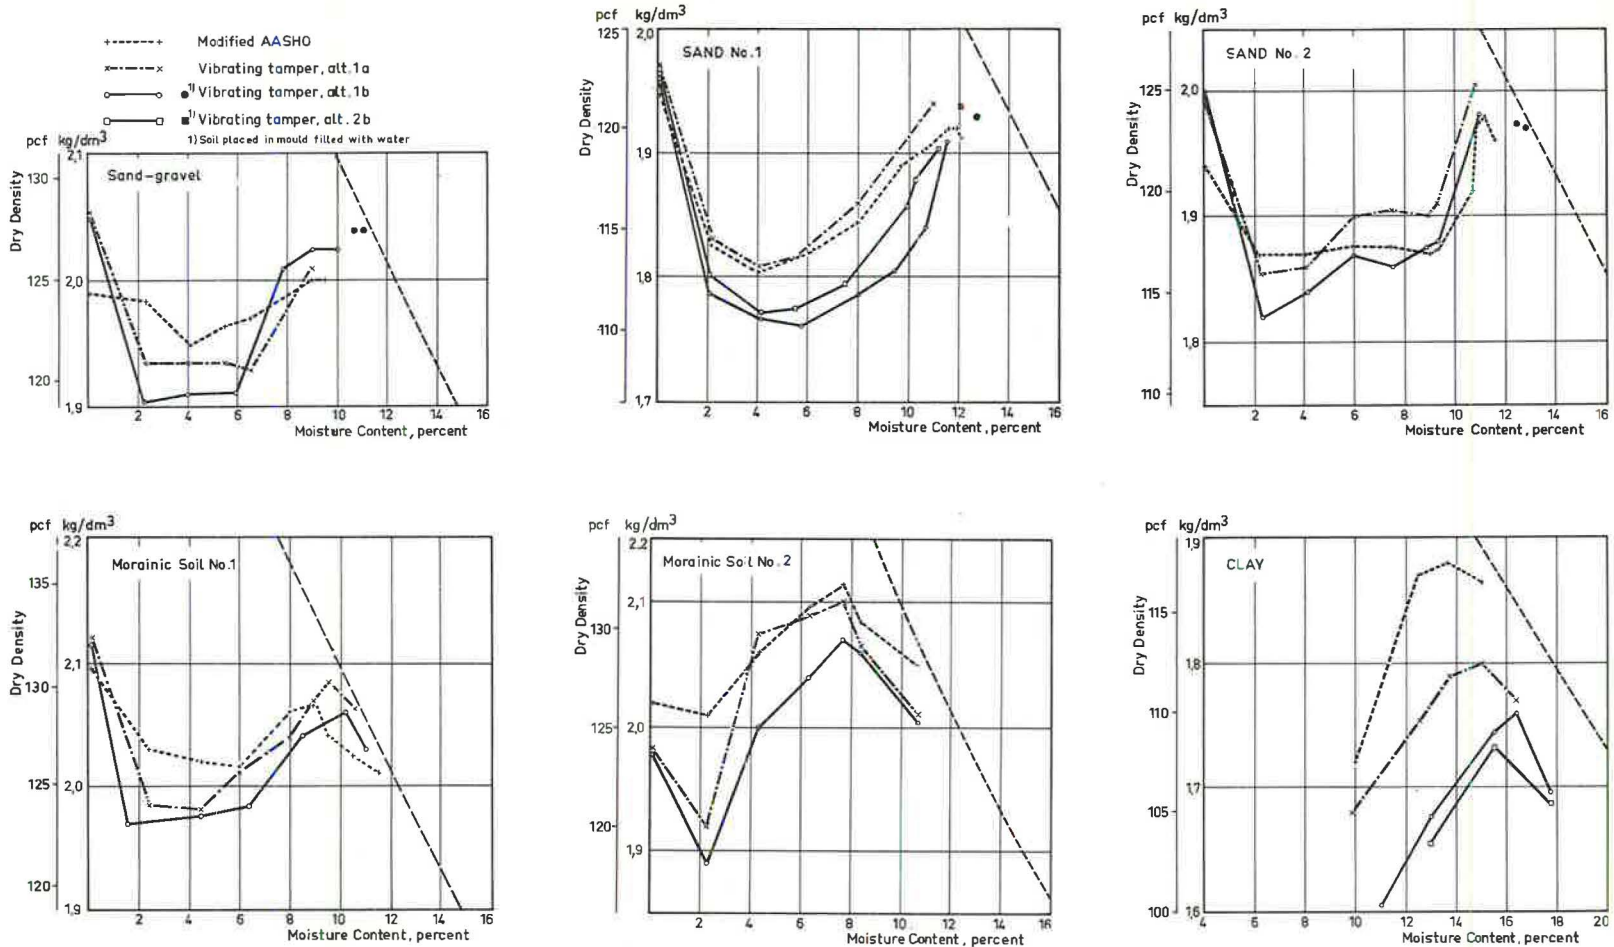 Modified AASHO
Vibrating tamper, alt.1a
1) Vibrating tamper, alt.1b
1) Vibrating tamper, alt.2b
1) Soil placed in mould filled with water
pcf kg/dm3
Dry Density
Sand-gravel
2,1
130
125
2,0
120
1,9
2 4 6 8 10 12 14 16
Moisture Content, percent
pcf kg/dm3
Dry Density
SAND No.1
125 2,0
120
1,9
115
1,8
110
1,7
2 4 6 8 10 12 14 16
Moisture Content, percent
pcf kg/dm3
Dry Density
SAND No. 2
125 2,0
120
1,9
115
1,8
110
2 4 6 8 10 12 14 16
Moisture Content, percent
pcf kg/dm3
Dry Density
Morainic Soil No.1
2,2
135
2,1
130
125 2,0
120
1,9
2 4 6 8 10 12 14 16
Moisture Content, percent
pcf kg/dm3
Dry Density
Morainic Soil No. 2
2,2
2,1
130
125 2,0
120
1,9
2 4 6 8 10 12 14 16
Moisture Content, percent
pcf kg/dm3
Dry Density
CLAY
1,9
115
1,8
110
1,7
105
100 1,6
4 6 8 10 12 14 16 18 20
Moisture Content, percent